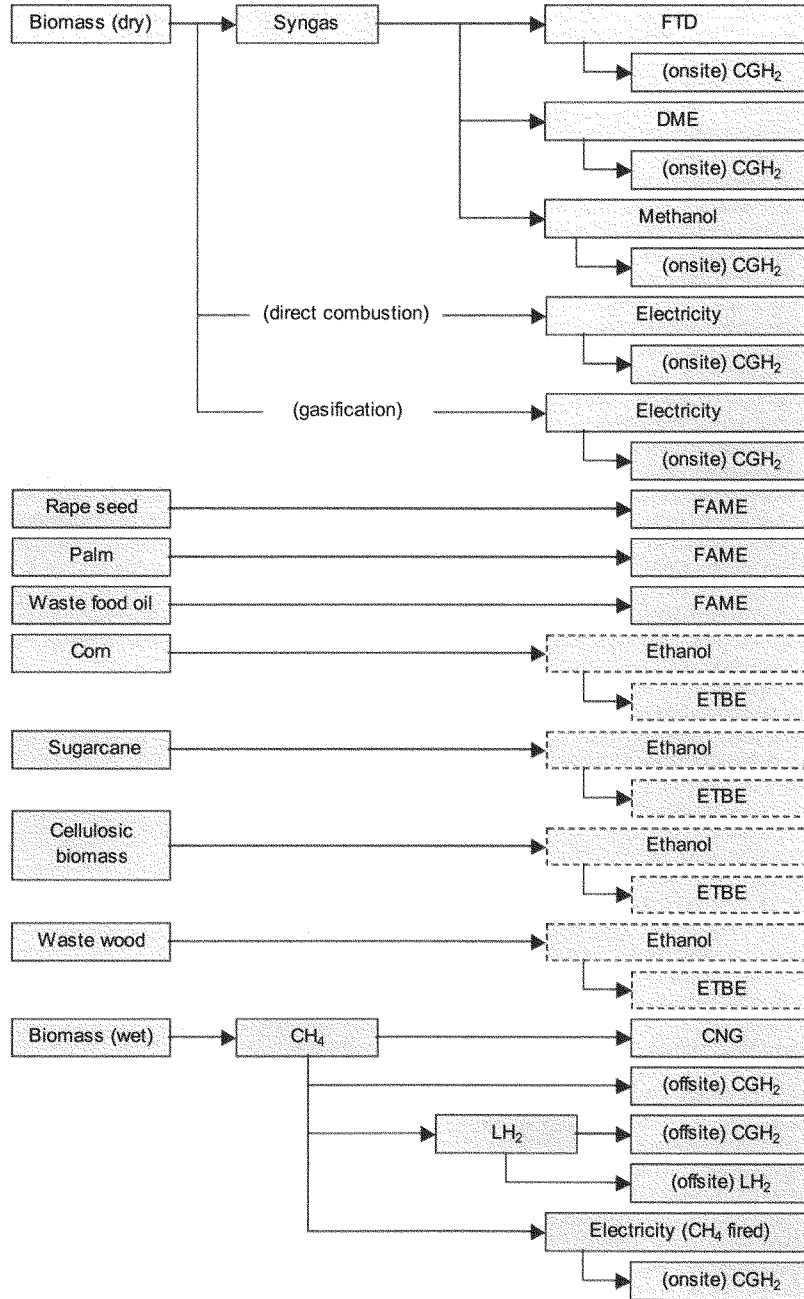 Biomass (dry)
Syngas
FTD
(onsite) CGH₂
DME
(onsite) CGH₂
Methanol
(onsite) CGH₂
(direct combustion)
Electricity
(onsite) CGH₂
(gasification)
Electricity
(onsite) CGH₂
Rape seed
FAME
Palm
FAME
Waste food oil
FAME
Corn
Ethanol
ETBE
Sugarcane
Ethanol
ETBE
Cellulosic
biomass
Ethanol
ETBE
Waste wood
Ethanol
ETBE
Biomass (wet)
CH₄
CNG
(offsite) CGH₂
LH₂
(offsite) CGH₂
(offsite) LH₂
Electricity (CH₄ fired)
(onsite) CGH₂